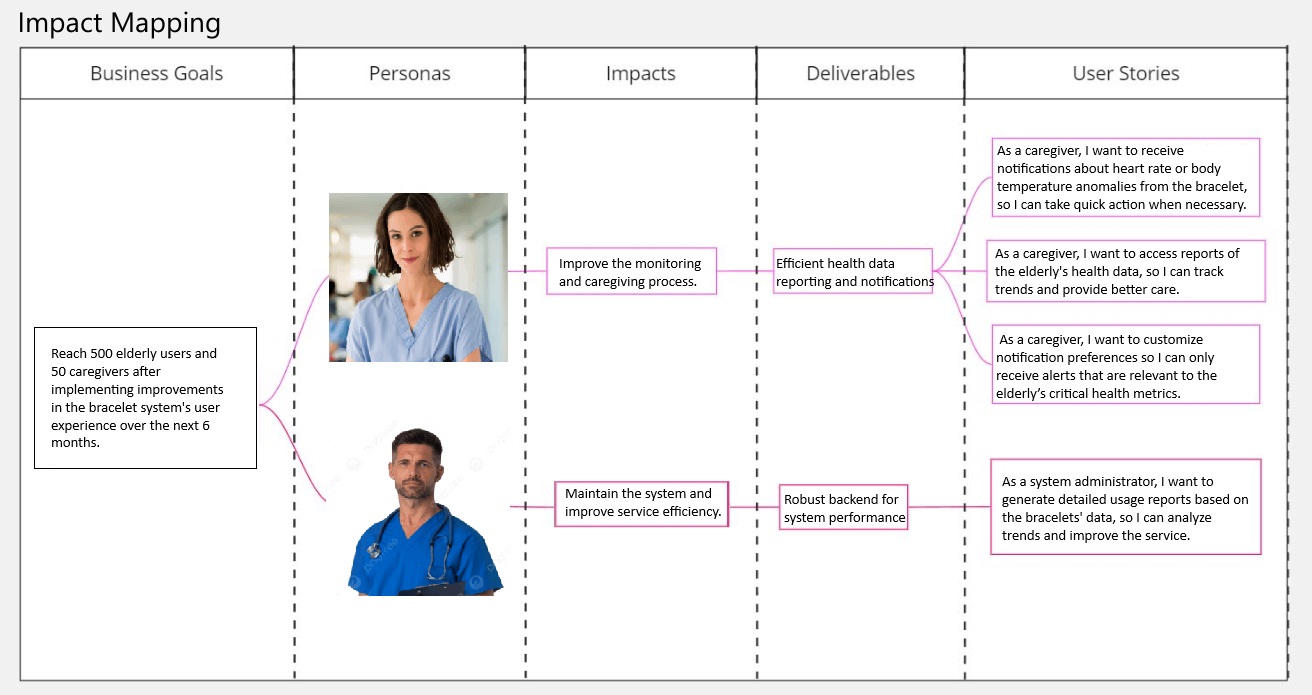 Impact Mapping
Business Goals
Personas
Impacts
Deliverables
User Stories
Reach 500 elderly users and
50 caregivers after
implementing improvements
in the bracelet system's user
experience over the next 6
months.
Improve the monitoring
and caregiving process.
Efficient health data
reporting and notifications
As a caregiver, I want to receive
notifications about heart rate or body
temperature anomalies from the bracelet,
so I can take quick action when necessary.
As a caregiver, I want to access reports of
the elderly's health data, so I can track
trends and provide better care.
As a caregiver, I want to customize
notification preferences so I can only
receive alerts that are relevant to the
elderly’s critical health metrics.
Maintain the system and
improve service efficiency.
Robust backend for
system performance
As a system administrator, I want to
generate detailed usage reports based on
the bracelets' data, so I can analyze
trends and improve the service.